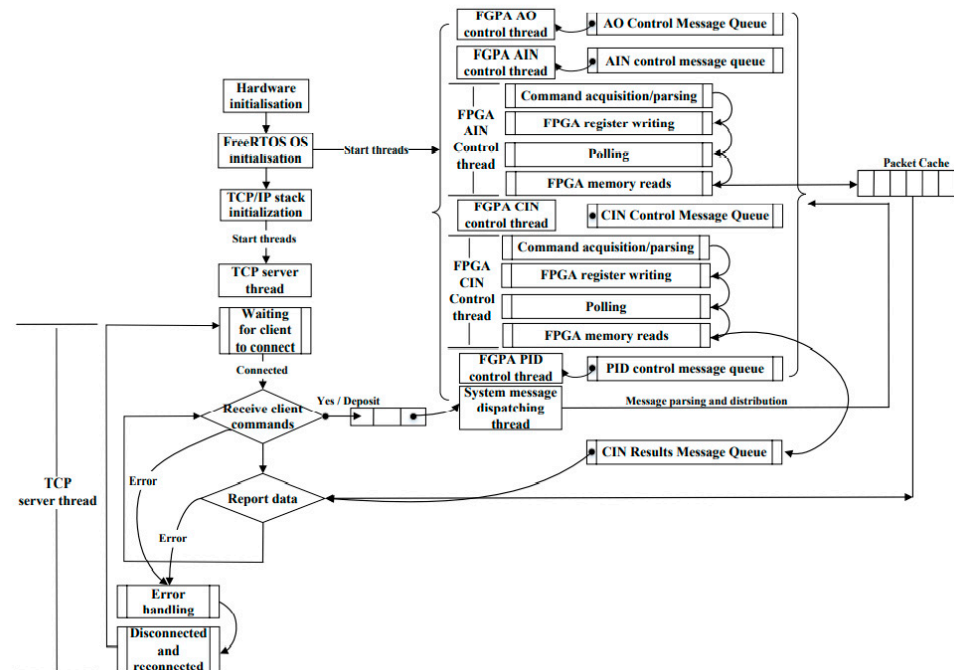 FGPA AO
control thread
AO Control Message Queue
FGPA AIN
control thread
AIN control message queue
Hardware
initialisation
FreeRTOS OS
initialisation
Start threads
TCP/IP stack
initialization
Start threads
TCP server
thread
FPGA
AIN
Control
thread
Command acquisition/parsing
FPGA register writing
Polling
FPGA memory reads
Packet Cache
FGPA CIN
control thread
CIN Control Message Queue
FPGA
CIN
Control
thread
Command acquisition/parsing
FPGA register writing
Polling
FPGA memory reads
Waiting
for client
to connect
Connected
FGPA PID
control thread
PID control message queue
Receive client
commands
Yes / Deposit
System message
dispatching
thread
Message parsing and distribution
CIN Results Message Queue
TCP
server thread
Error
Report data
Error
Error
handling
Disconnected
and
reconnected